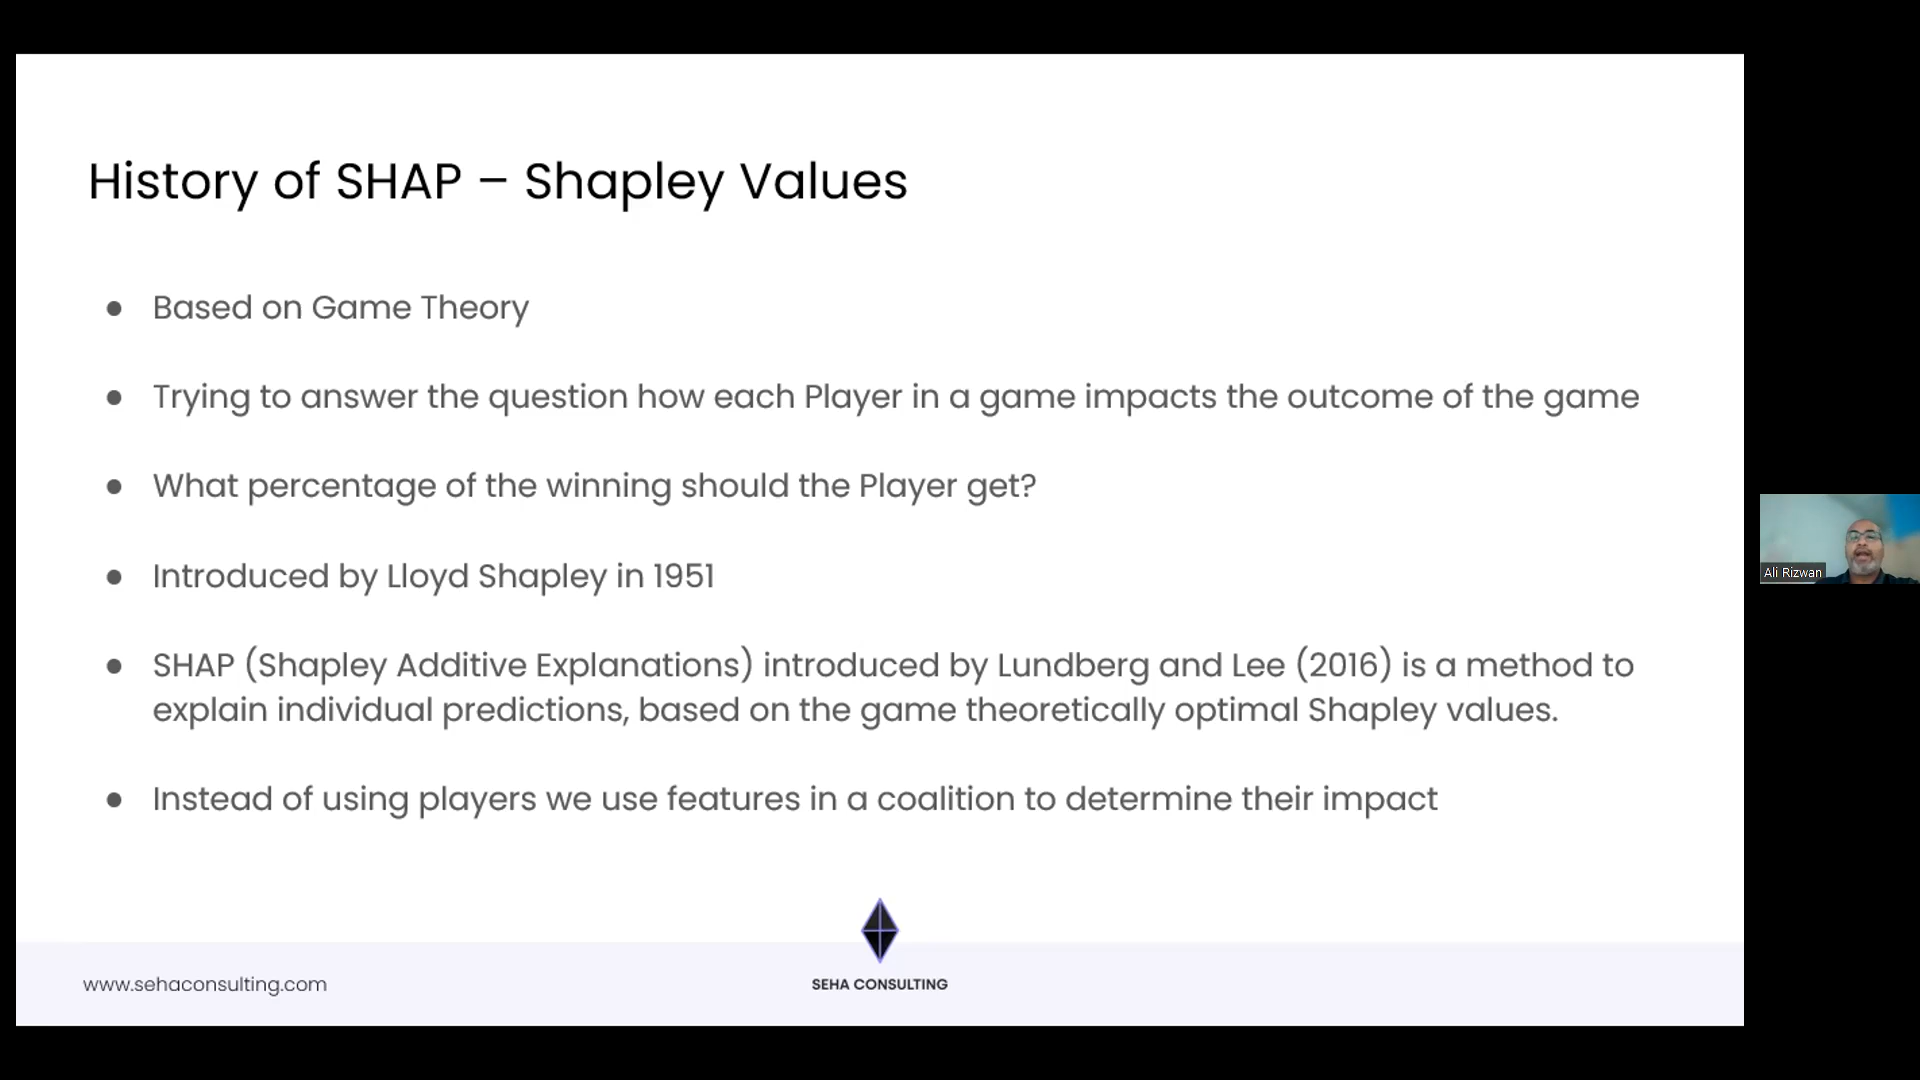 History of SHAP – Shapley Values
● Based on Game Theory
● Trying to answer the question how each Player in a game impacts the outcome of the game
● What percentage of the winning should the Player get?
● Introduced by Lloyd Shapley in 1951
● SHAP (Shapley Additive Explanations) introduced by Lundberg and Lee (2016) is a method to
explain individual predictions, based on the game theoretically optimal Shapley values.
● Instead of using players we use features in a coalition to determine their impact
www.sehaconsulting.com
SEHA CONSULTING
Ali Rizwan